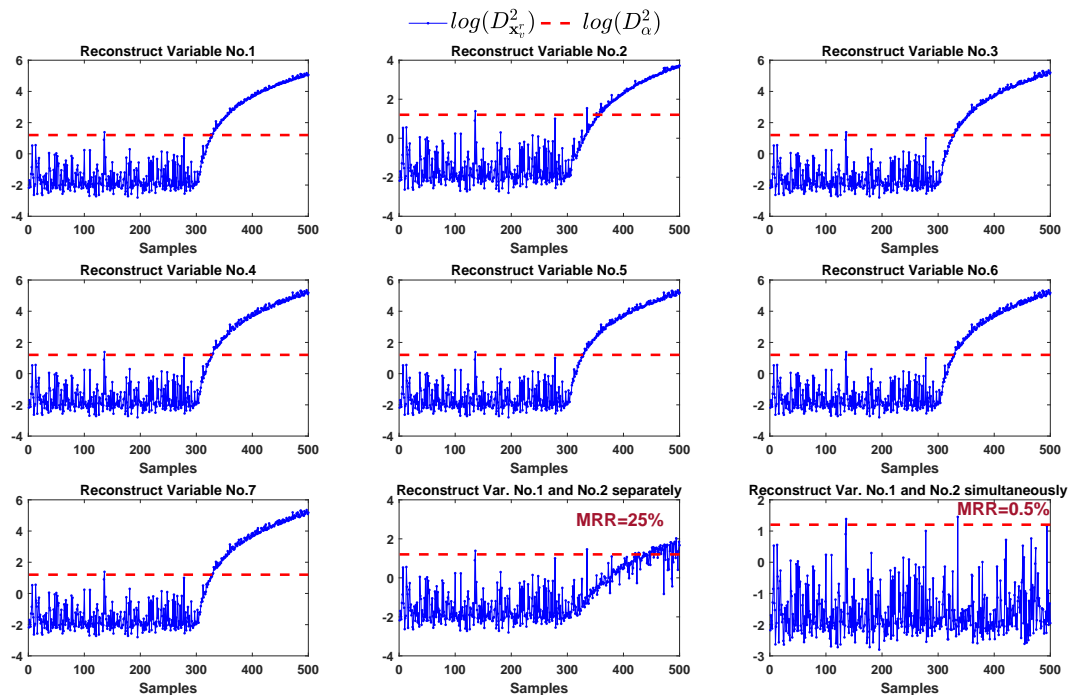 log(D²_{x_v^r}) log(D²_α)
Reconstruct Variable No.1
6
4
2
0
-2
-4
0 100 200 300 400 500
Samples
Reconstruct Variable No.2
4
2
0
-2
-4
0 100 200 300 400 500
Samples
Reconstruct Variable No.3
6
4
2
0
-2
-4
0 100 200 300 400 500
Samples
Reconstruct Variable No.4
6
4
2
0
-2
-4
0 100 200 300 400 500
Samples
Reconstruct Variable No.5
6
4
2
0
-2
-4
0 100 200 300 400 500
Samples
Reconstruct Variable No.6
6
4
2
0
-2
-4
0 100 200 300 400 500
Samples
Reconstruct Variable No.7
6
4
2
0
-2
-4
0 100 200 300 400 500
Samples
Reconstruct Var. No.1 and No.2 separately
MRR=25%
4
2
0
-2
-4
0 100 200 300 400 500
Samples
Reconstruct Var. No.1 and No.2 simultaneously
MRR=0.5%
2
1
0
-1
-2
-3
0 100 200 300 400 500
Samples